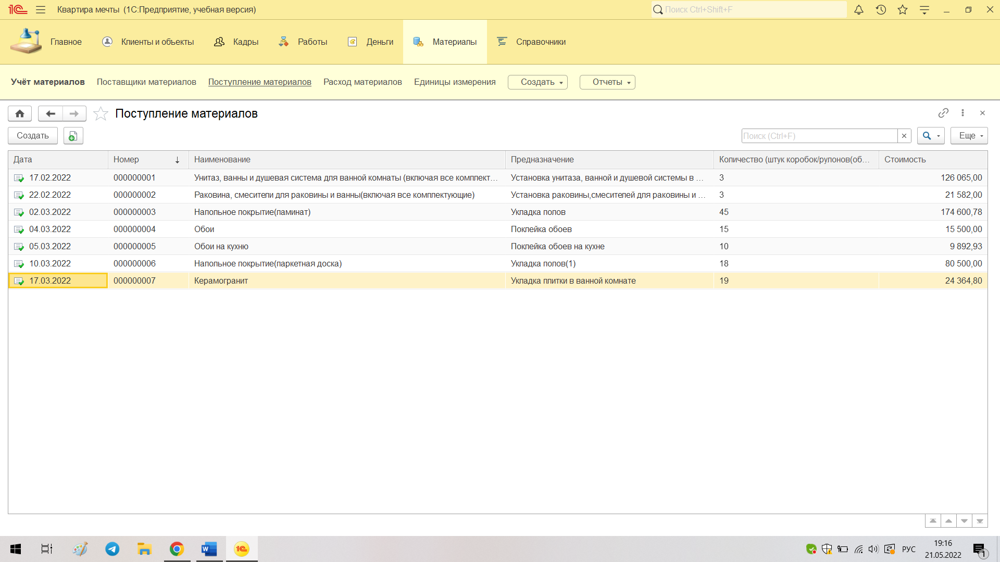 1С Квартира мечты (1С:Предприятие, учебная версия) Поиск Ctrl+Shift+F
Главное Клиенты и объекты Кадры Работы Деньги Материалы Справочники
Учёт материалов Поставщики материалов Поступление материалов Расход материалов Единицы измерения Создать Отчеты
Поступление материалов
Создать Поиск (Ctrl+F) × Еще
Дата Номер ↓ Наименование Предназначение Количество (штук коробок/рулонов(об... Стоимость
17.02.2022 000000001 Унитаз, ванны и душевая система для ванной комнаты (включая все комплект... Установка унитаза, ванной и душевой системы в ... 3 126 065,00
22.02.2022 000000002 Раковина, смесители для раковины и ванны(включая все комплектующие) Установка раковины,смесителей для раковины и ... 3 21 582,00
02.03.2022 000000003 Напольное покрытие(ламинат) Укладка полов 45 174 600,78
04.03.2022 000000004 Обои Поклейка обоев 15 15 500,00
05.03.2022 000000005 Обои на кухню Поклейка обоев на кухне 10 9 892,93
10.03.2022 000000006 Напольное покрытие(паркетная доска) Укладка полов(1) 18 80 500,00
17.03.2022 000000007 Керамогранит Укладка плитки в ванной комнате 19 24 364,80
W 1С РУС 19:16
21.05.2022 1